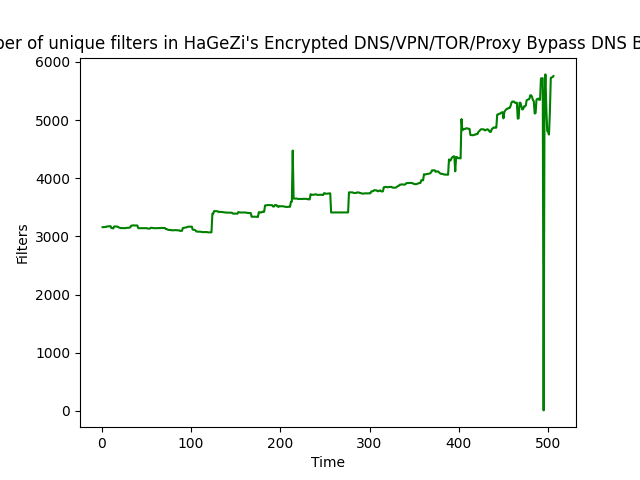 ber of unique filters in HaGeZi's Encrypted DNS/VPN/TOR/Proxy Bypass DNS B
6000
5000
4000
3000
2000
1000
0
Filters
0 100 200 300 400 500
Time